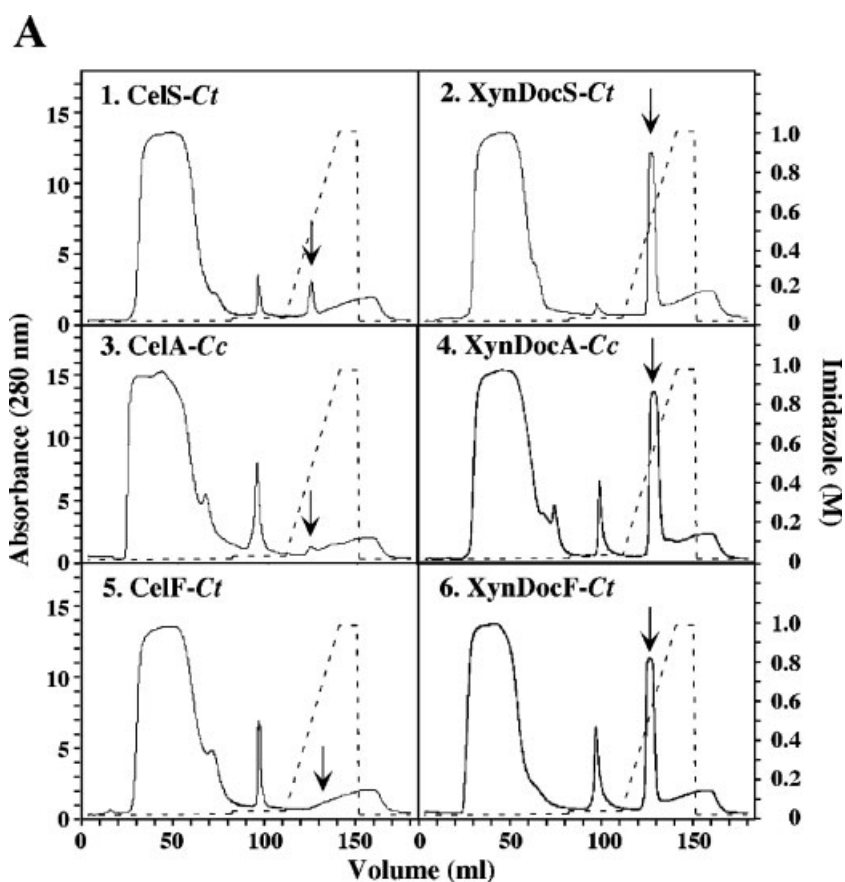 A
1. CelS-Ct
2. XynDocS-Ct
15
10
5
0
1.0
0.8
0.6
0.4
0.2
0
3. CelA-Cc
4. XynDocA-Cc
15
10
5
0
1.0
0.8
0.6
0.4
0.2
0
5. CelF-Ct
6. XynDocF-Ct
15
10
5
0
1.0
0.8
0.6
0.4
0.2
0
Absorbance (280 nm)
Imidazole (M)
0 50 100 150
0 50 100 150
Volume (ml)